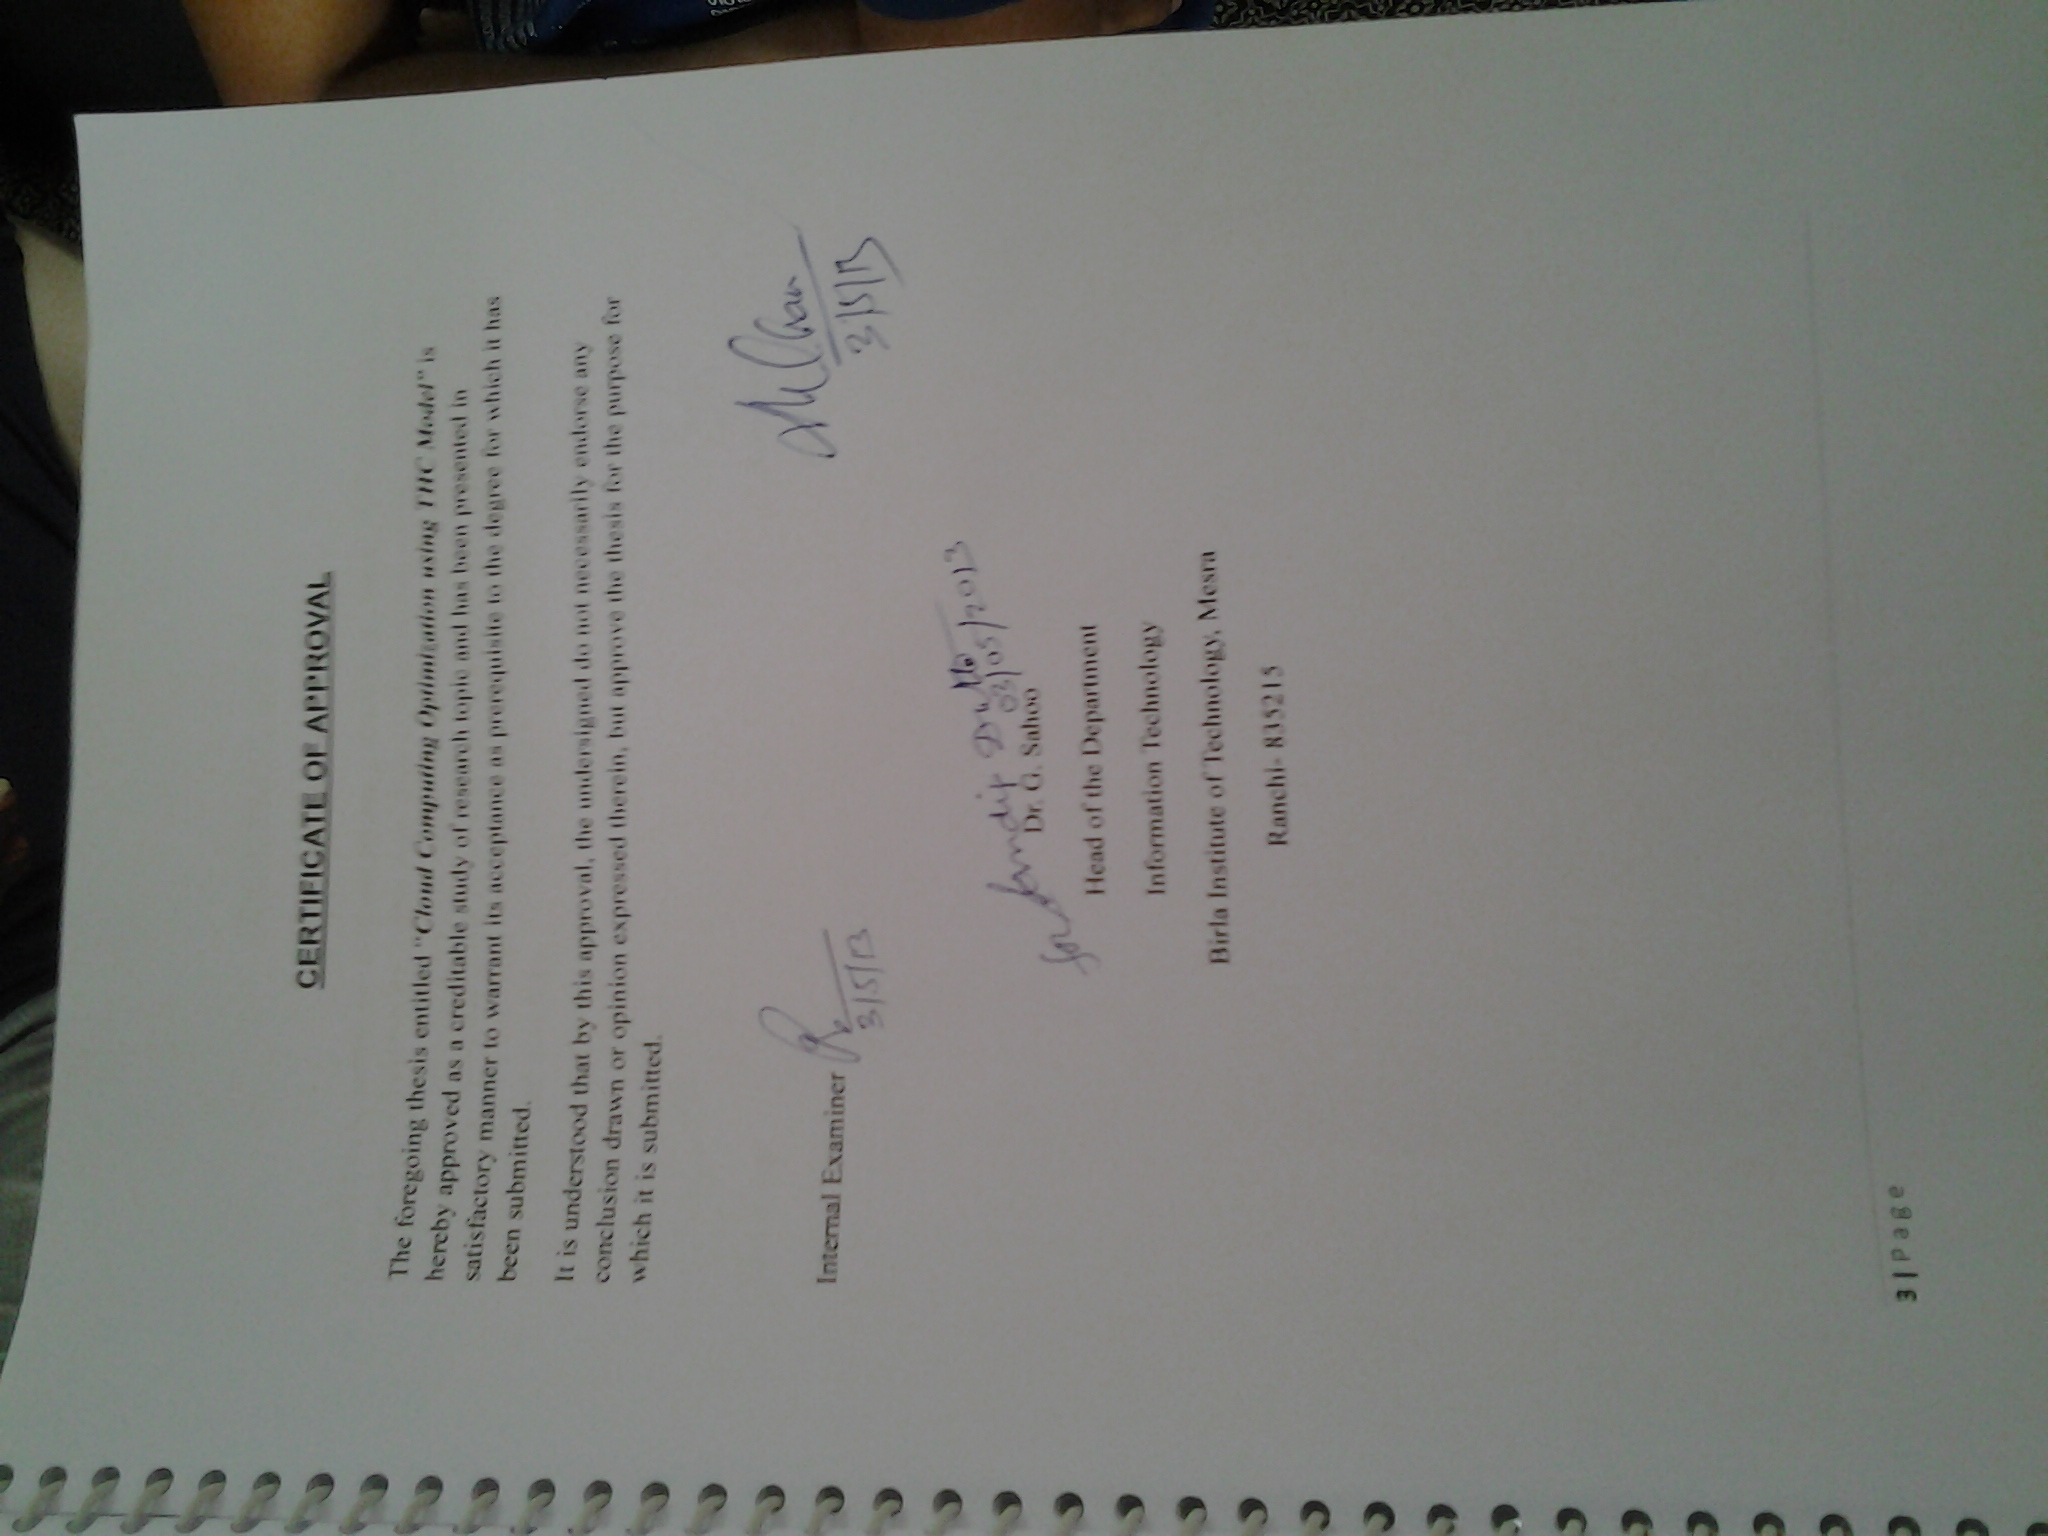 CERTIFICATE OF APPROVAL
The foregoing thesis entitled "Cloud Computing Optimization using THC Model" is
hereby approved as a creditable study of research topic and has been presented in
satisfactory manner to warrant its acceptance as prerequisite to the degree for which it has
been submitted.
It is understood that by this approval, the undersigned do not necessarily endorse any
conclusion drawn or opinion expressed therein, but approve the thesis for the purpose for
which it is submitted.
Internal Examiner
3/5/13
3/5/13
for Sandip Dutta
03/05/2013
Dr. G. Sahoo
Head of the Department
Information Technology
Birla Institute of Technology, Mesra
Ranchi- 835215
3 | Page